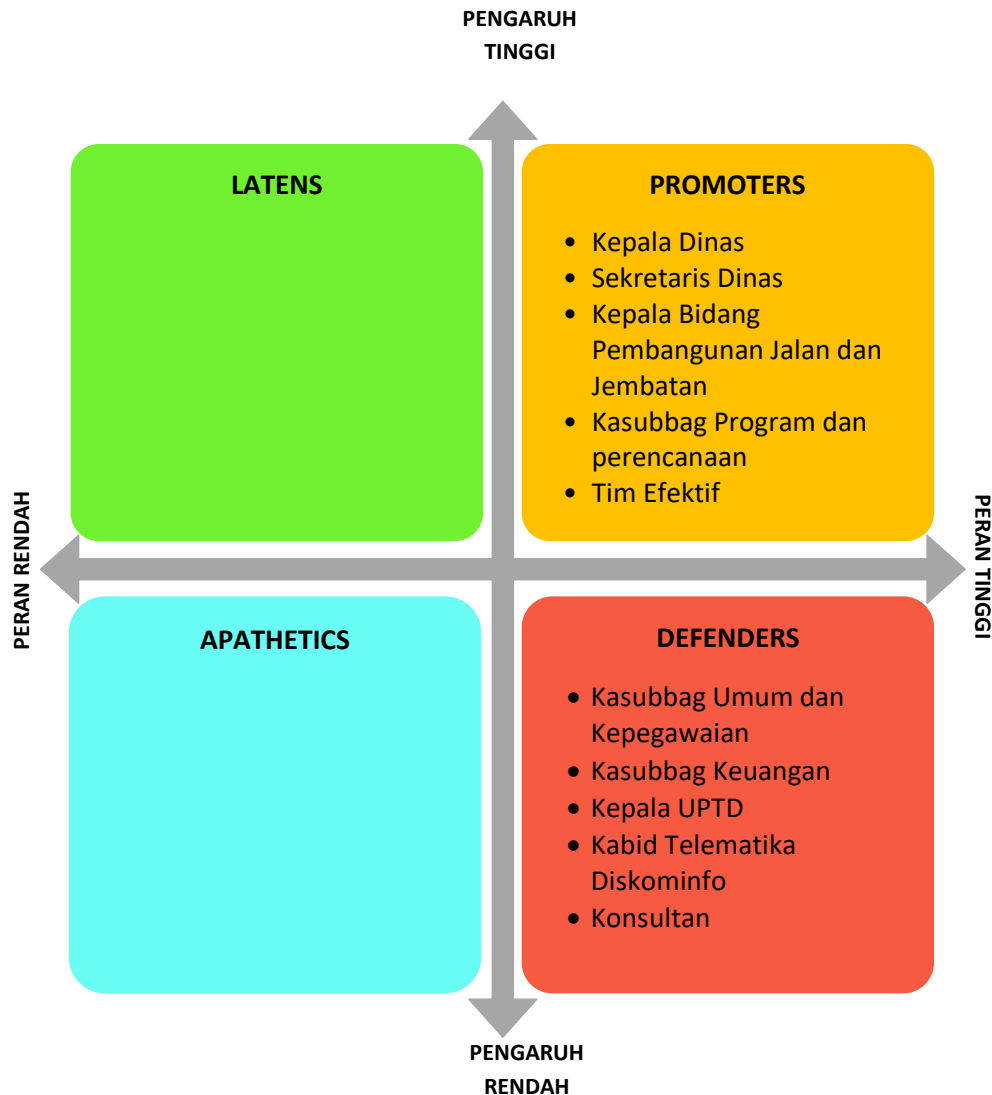 PENGARUH
TINGGI
LATENS
PROMOTERS
• Kepala Dinas
• Sekretaris Dinas
• Kepala Bidang
Pembangunan Jalan dan
Jembatan
• Kasubbag Program dan
perencanaan
• Tim Efektif
PERAN RENDAH
PERAN TINGGI
APATHETICS
DEFENDERS
• Kasubbag Umum dan
Kepegawaian
• Kasubbag Keuangan
• Kepala UPTD
• Kabid Telematika
Diskominfo
• Konsultan
PENGARUH
RENDAH